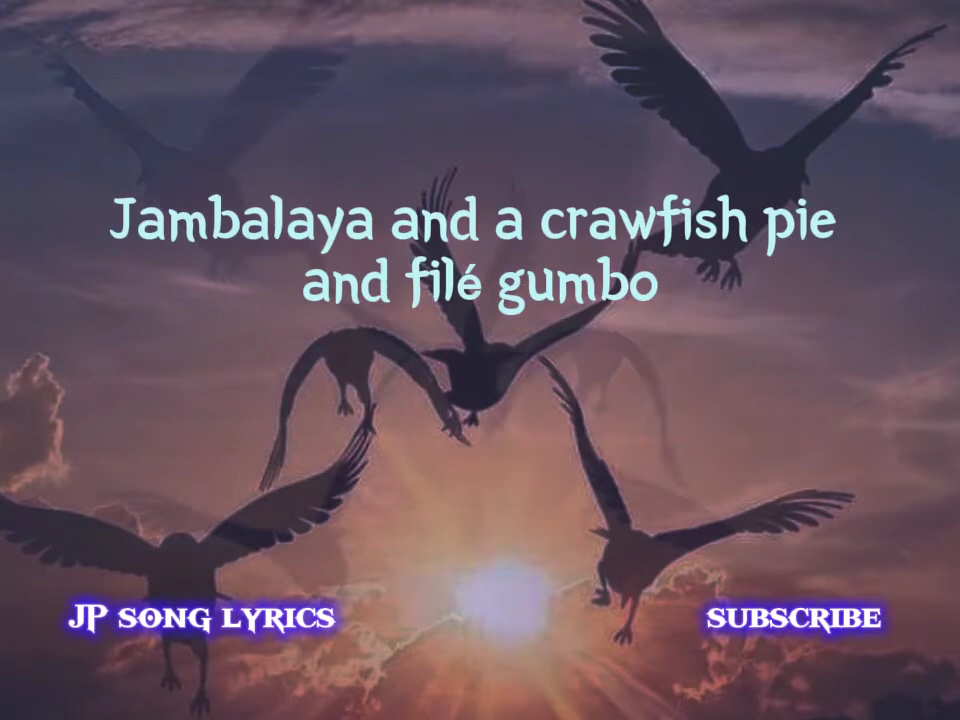 Jambalaya and a crawfish pie
and filé gumbo
JP SONG LYRICS
SUBSCRIBE